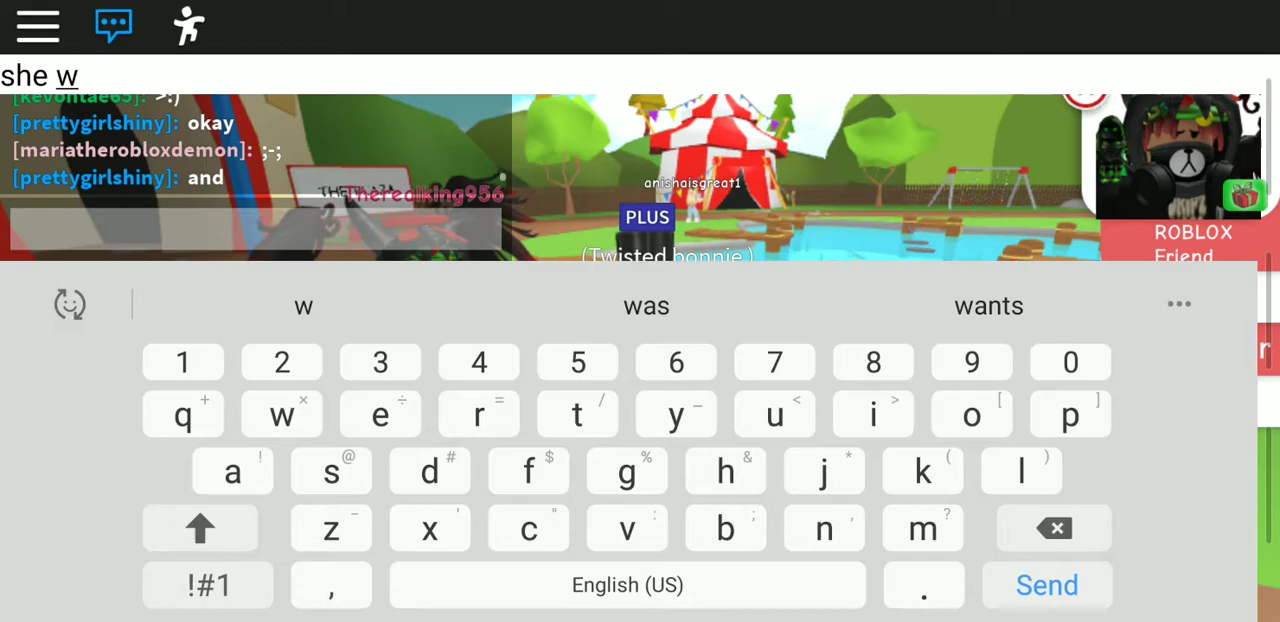 she w
[kevontae65]: >:)
[prettygirlshiny]: okay
[mariatherobloxdemon]: ;-;
[prettygirlshiny]: and
Therealking956
anishaisgreat1
PLUS
(Twisted bonnie )
ROBLOX
Friend
r
w was wants
1 2 3 4 5 6 7 8 9 0
q + w × e ÷ r = t / y _ u < i > o [ p ]
a ! s @ d # f $ g % h & j * k ( l )
z - x ' c " v : b ; n , m ?
!#1 , English (US) . Send